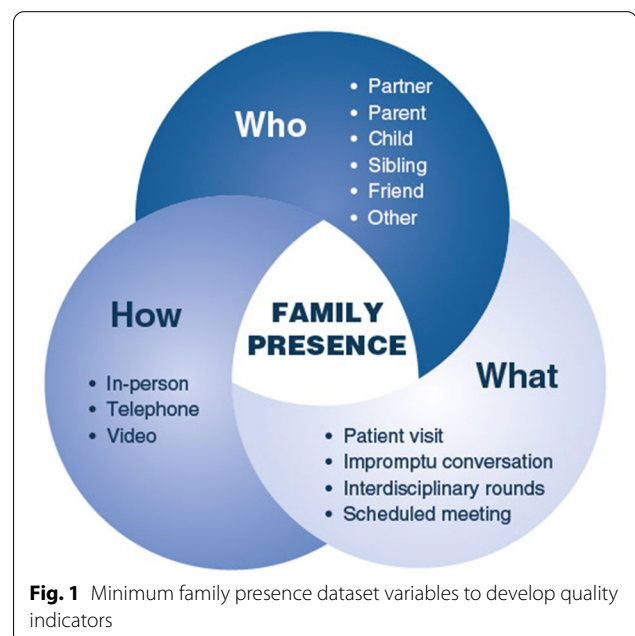 Who
• Partner
• Parent
• Child
• Sibling
• Friend
• Other
How
• In-person
• Telephone
• Video
FAMILY
PRESENCE
What
• Patient visit
• Impromptu conversation
• Interdisciplinary rounds
• Scheduled meeting
Fig. 1 Minimum family presence dataset variables to develop quality
indicators